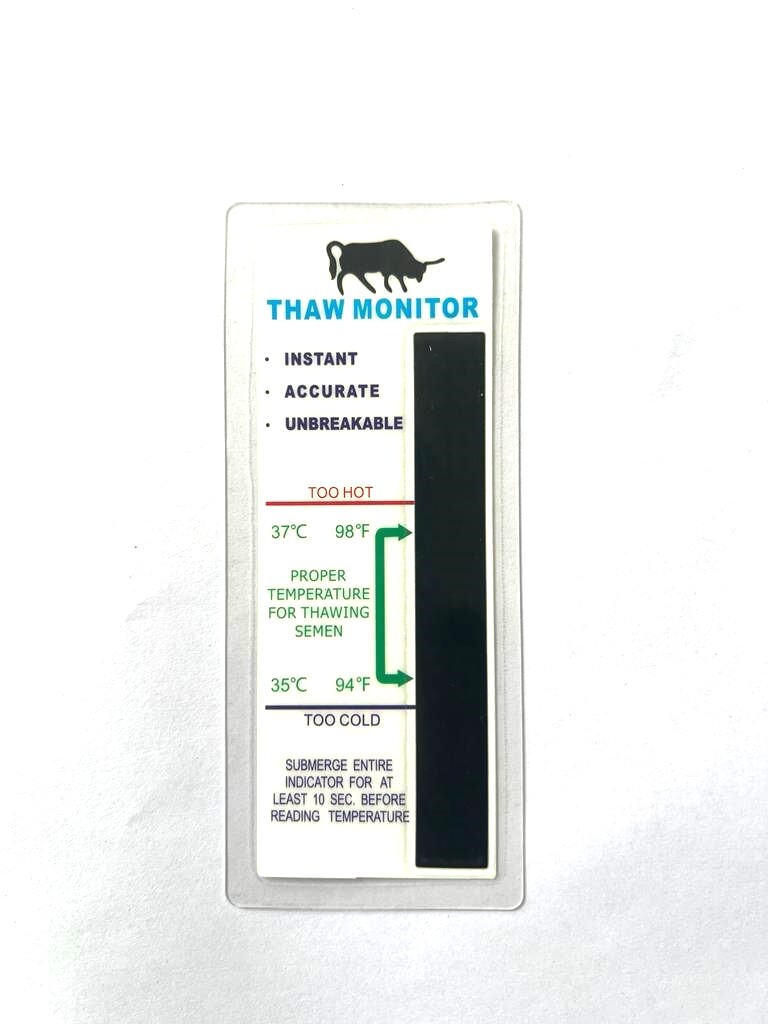 THAW MONITOR
· INSTANT
· ACCURATE
· UNBREAKABLE
TOO HOT
37℃ 98℉
PROPER
TEMPERATURE
FOR THAWING
SEMEN
35℃ 94℉
TOO COLD
SUBMERGE ENTIRE
INDICATOR FOR AT
LEAST 10 SEC. BEFORE
READING TEMPERATURE